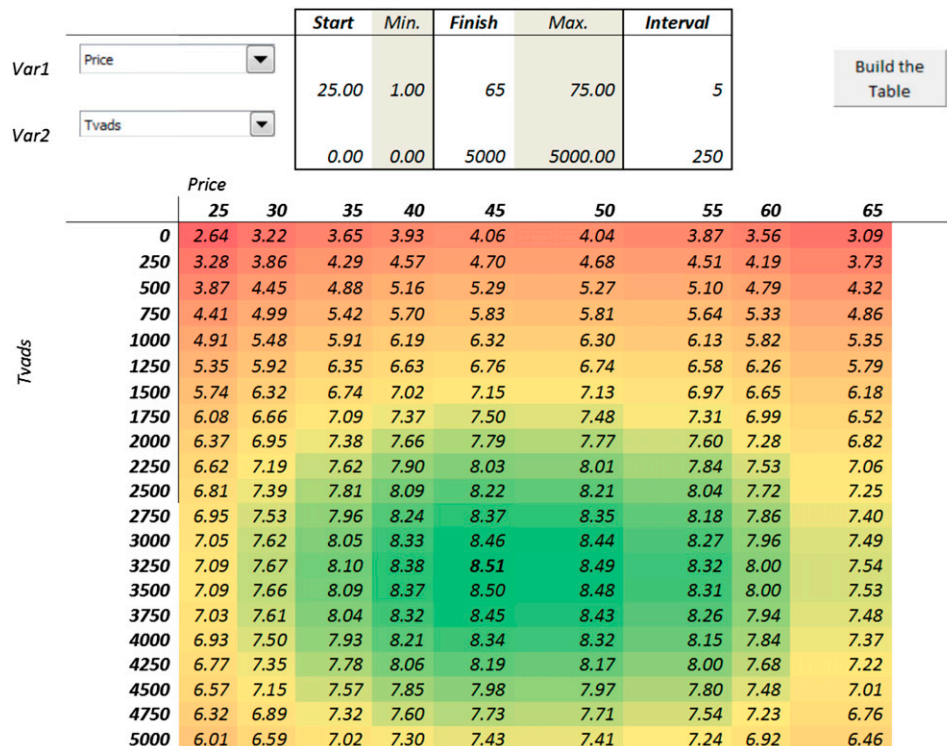 Start Min. Finish Max. Interval
Var1 Price
25.00 1.00 65 75.00 5
Build the
Table
Var2 Tvads
0.00 0.00 5000 5000.00 250
Price
25 30 35 40 45 50 55 60 65
0 2.64 3.22 3.65 3.93 4.06 4.04 3.87 3.56 3.09
250 3.28 3.86 4.29 4.57 4.70 4.68 4.51 4.19 3.73
500 3.87 4.45 4.88 5.16 5.29 5.27 5.10 4.79 4.32
750 4.41 4.99 5.42 5.70 5.83 5.81 5.64 5.33 4.86
1000 4.91 5.48 5.91 6.19 6.32 6.30 6.13 5.82 5.35
Tvads
1250 5.35 5.92 6.35 6.63 6.76 6.74 6.58 6.26 5.79
1500 5.74 6.32 6.74 7.02 7.15 7.13 6.97 6.65 6.18
1750 6.08 6.66 7.09 7.37 7.50 7.48 7.31 6.99 6.52
2000 6.37 6.95 7.38 7.66 7.79 7.77 7.60 7.28 6.82
2250 6.62 7.19 7.62 7.90 8.03 8.01 7.84 7.53 7.06
2500 6.81 7.39 7.81 8.09 8.22 8.21 8.04 7.72 7.25
2750 6.95 7.53 7.96 8.24 8.37 8.35 8.18 7.86 7.40
3000 7.05 7.62 8.05 8.33 8.46 8.44 8.27 7.96 7.49
3250 7.09 7.67 8.10 8.38 8.51 8.49 8.32 8.00 7.54
3500 7.09 7.66 8.09 8.37 8.50 8.48 8.31 8.00 7.53
3750 7.03 7.61 8.04 8.32 8.45 8.43 8.26 7.94 7.48
4000 6.93 7.50 7.93 8.21 8.34 8.32 8.15 7.84 7.37
4250 6.77 7.35 7.78 8.06 8.19 8.17 8.00 7.68 7.22
4500 6.57 7.15 7.57 7.85 7.98 7.97 7.80 7.48 7.01
4750 6.32 6.89 7.32 7.60 7.73 7.71 7.54 7.23 6.76
5000 6.01 6.59 7.02 7.30 7.43 7.41 7.24 6.92 6.46